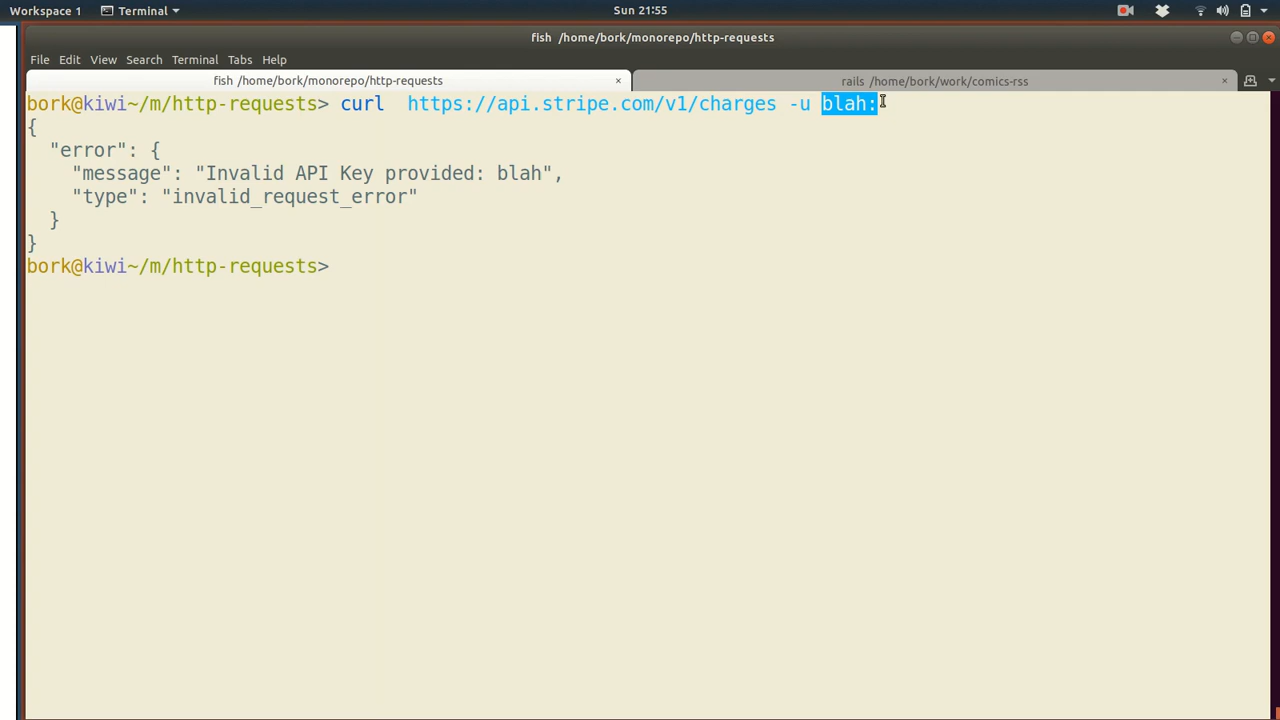 Workspace 1 Terminal Sun 21:55
fish /home/bork/monorepo/http-requests
File Edit View Search Terminal Tabs Help
fish /home/bork/monorepo/http-requests × rails /home/bork/work/comics-rss ×
bork@kiwi~/m/http-requests> curl  https://api.stripe.com/v1/charges -u blah:
{
  "error": {
    "message": "Invalid API Key provided: blah",
    "type": "invalid_request_error"
  }
}
bork@kiwi~/m/http-requests>